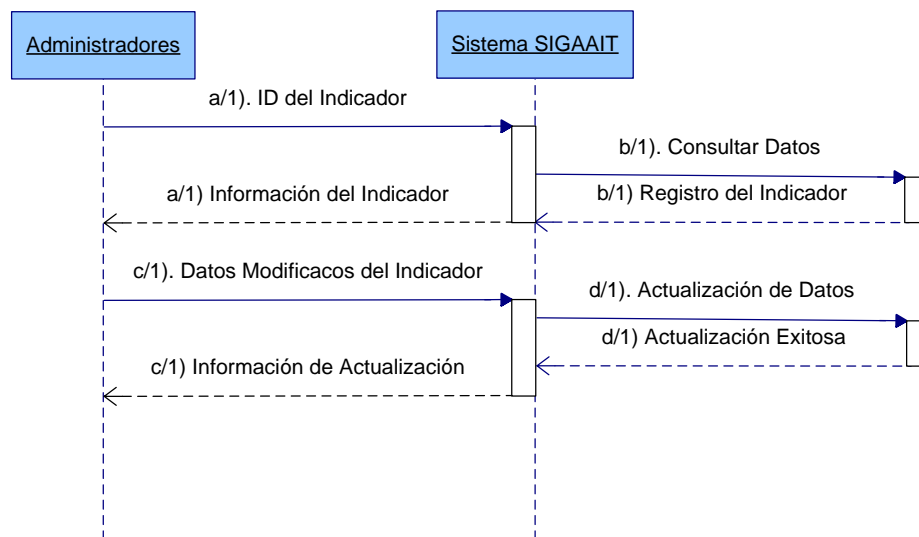 Administradores
Sistema SIGAAIT
a/1). ID del Indicador
b/1). Consultar Datos
a/1) Información del Indicador
b/1) Registro del Indicador
c/1). Datos Modificacos del Indicador
d/1). Actualización de Datos
d/1) Actualización Exitosa
c/1) Información de Actualización